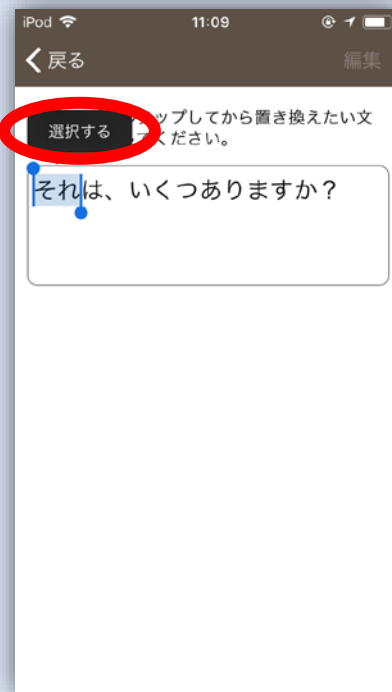 iPod 11:09
戻る 編集
ップしてから置き換えたい文
選択する
てください。
それは、いくつありますか？